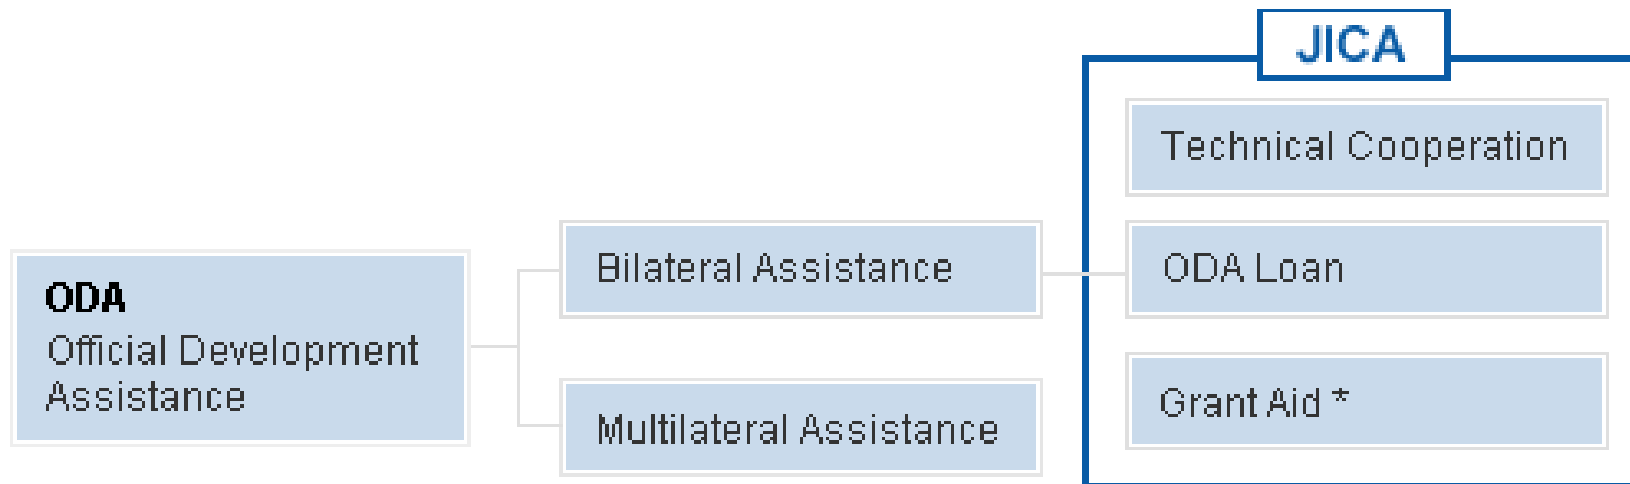 JICA
Technical Cooperation
Bilateral Assistance
ODA Loan
ODA
Official Development
Assistance
Multilateral Assistance
Grant Aid *